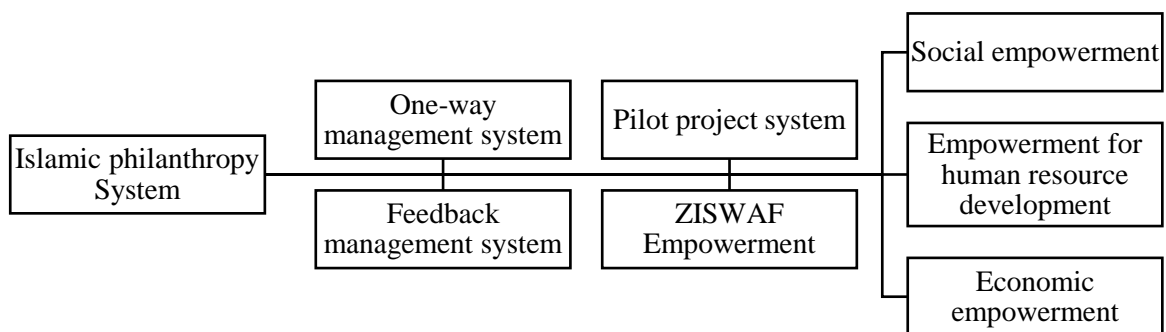 Islamic philanthropy
System
One-way
management system
Feedback
management system
Pilot project system
ZISWAF
Empowerment
Social empowerment
Empowerment for
human resource
development
Economic
empowerment